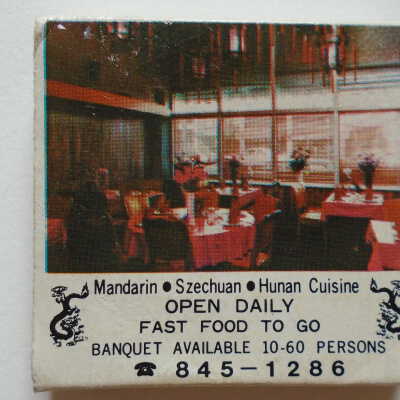 Mandarin ● Szechuan ● Hunan Cuisine
OPEN DAILY
FAST FOOD TO GO
BANQUET AVAILABLE 10-60 PERSONS
☎ 845-1286